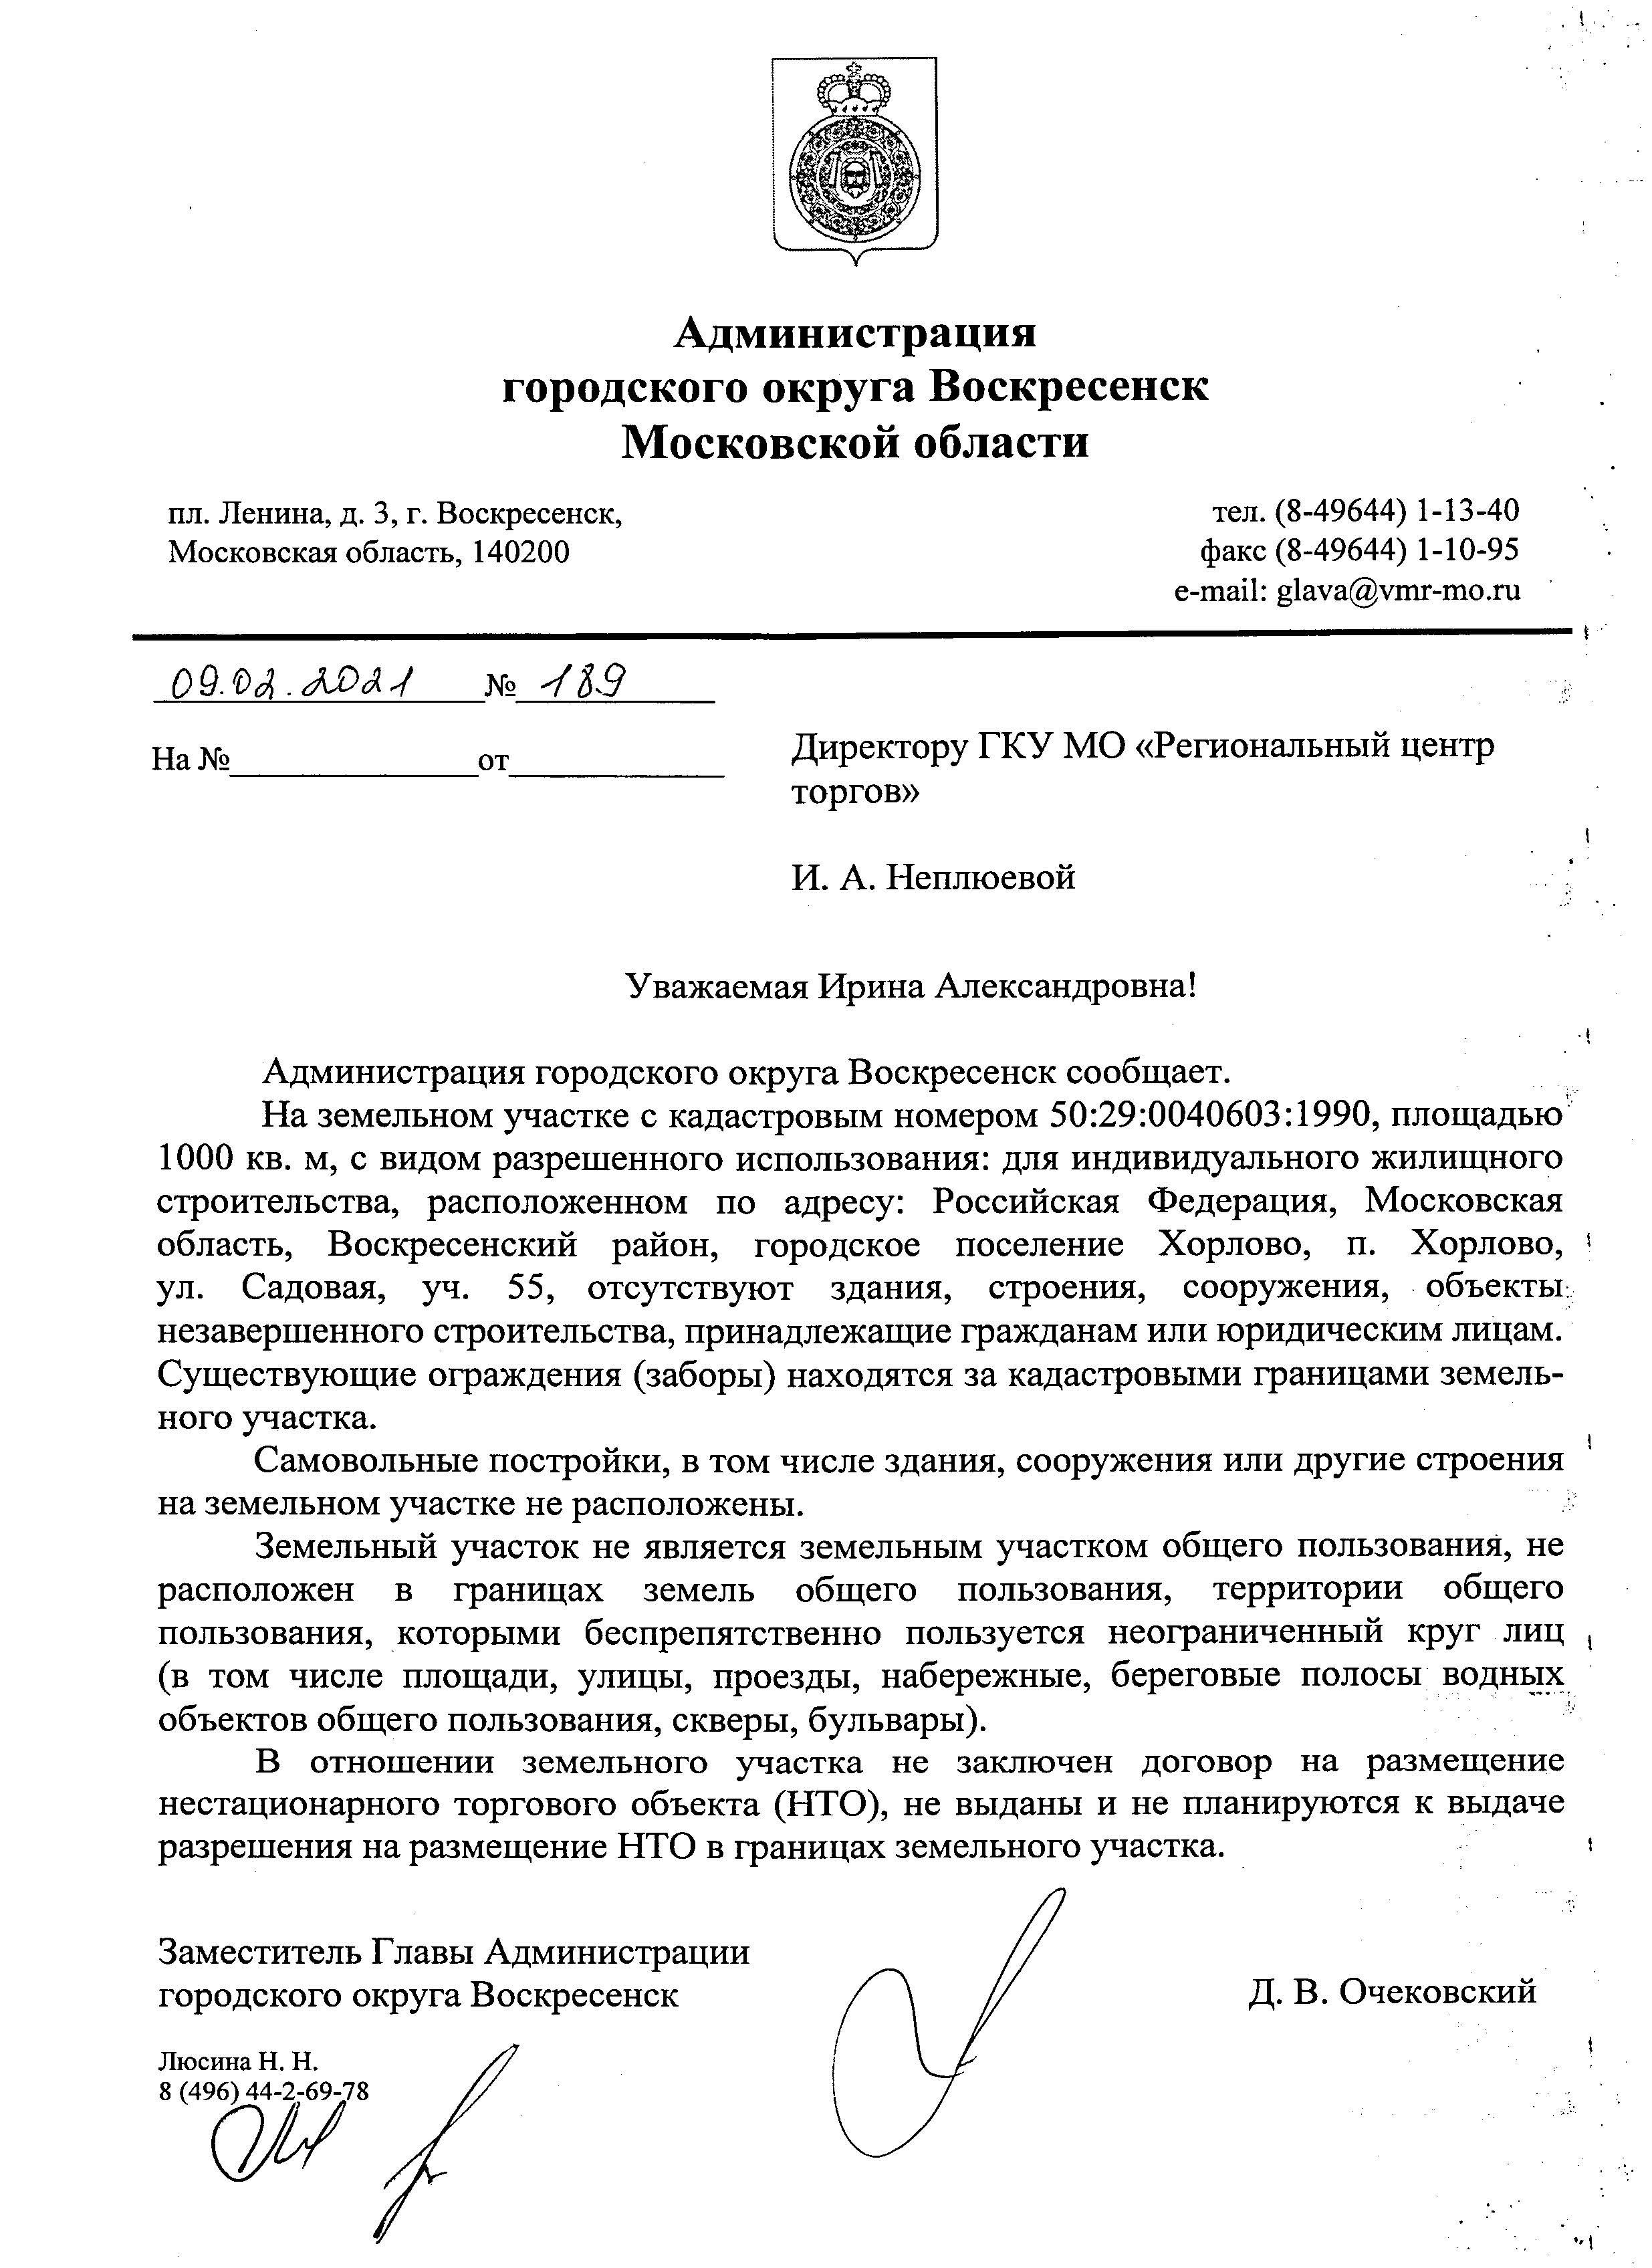 Администрация
городского округа Воскресенск
Московской области
пл. Ленина, д. 3, г. Воскресенск,
Московская область, 140200
тел. (8-49644) 1-13-40
факс (8-49644) 1-10-95
e-mail: glava@vmr-mo.ru
09.02.2021 № 189
На № от
Директору ГКУ МО «Региональный центр
торгов»
И. А. Неплюевой
Уважаемая Ирина Александровна!
Администрация городского округа Воскресенск сообщает.
На земельном участке с кадастровым номером 50:29:0040603:1990, площадью
1000 кв. м, с видом разрешенного использования: для индивидуального жилищного
строительства, расположенном по адресу: Российская Федерация, Московская
область, Воскресенский район, городское поселение Хорлово, п. Хорлово,
ул. Садовая, уч. 55, отсутствуют здания, строения, сооружения, объекты
незавершенного строительства, принадлежащие гражданам или юридическим лицам.
Существующие ограждения (заборы) находятся за кадастровыми границами земель-
ного участка.
Самовольные постройки, в том числе здания, сооружения или другие строения
на земельном участке не расположены.
Земельный участок не является земельным участком общего пользования, не
расположен в границах земель общего пользования, территории общего
пользования, которыми беспрепятственно пользуется неограниченный круг лиц
(в том числе площади, улицы, проезды, набережные, береговые полосы водных
объектов общего пользования, скверы, бульвары).
В отношении земельного участка не заключен договор на размещение
нестационарного торгового объекта (НТО), не выданы и не планируются к выдаче
разрешения на размещение НТО в границах земельного участка.
Заместитель Главы Администрации
городского округа Воскресенск
Д. В. Очековский
Люсина Н. Н.
8 (496) 44-2-69-78